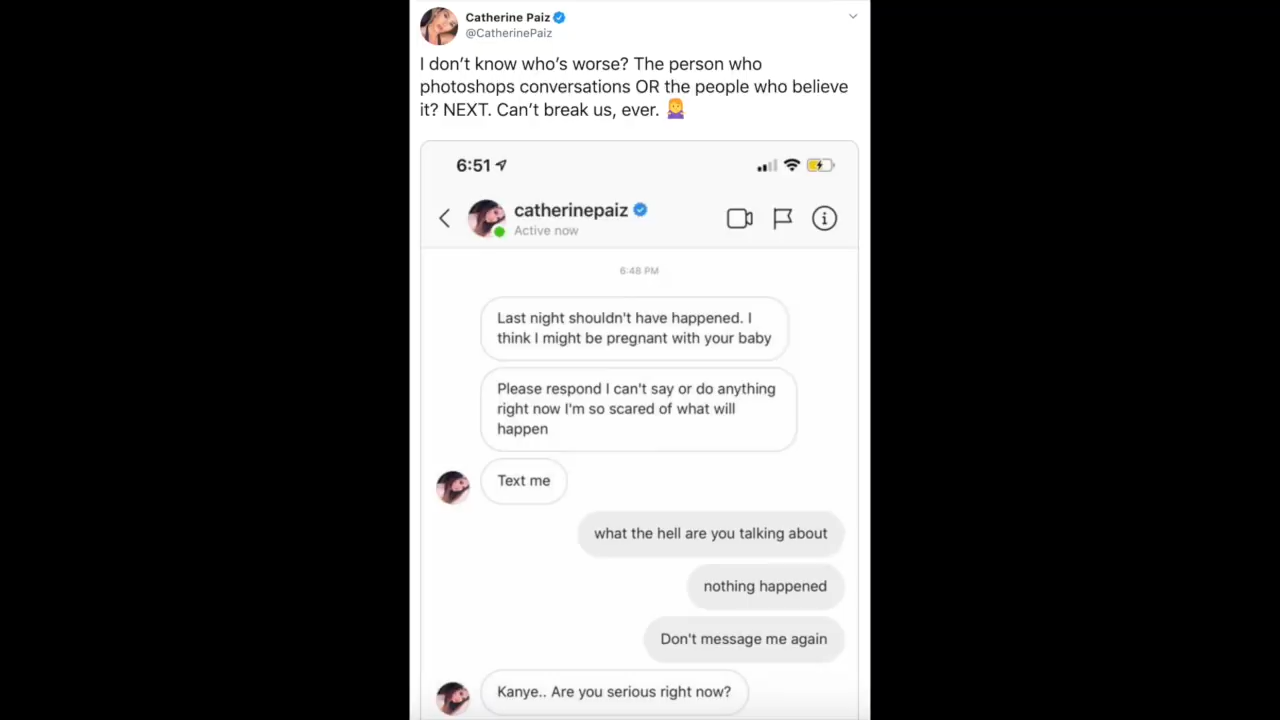 Catherine Paiz
@CatherinePaiz
I don’t know who’s worse? The person who
photoshops conversations OR the people who believe
it? NEXT. Can’t break us, ever. 🤷‍♀️
6:51
catherinepaiz
Active now
6:48 PM
Last night shouldn't have happened. I
think I might be pregnant with your baby
Please respond I can't say or do anything
right now I'm so scared of what will
happen
Text me
what the hell are you talking about
nothing happened
Don't message me again
Kanye.. Are you serious right now?